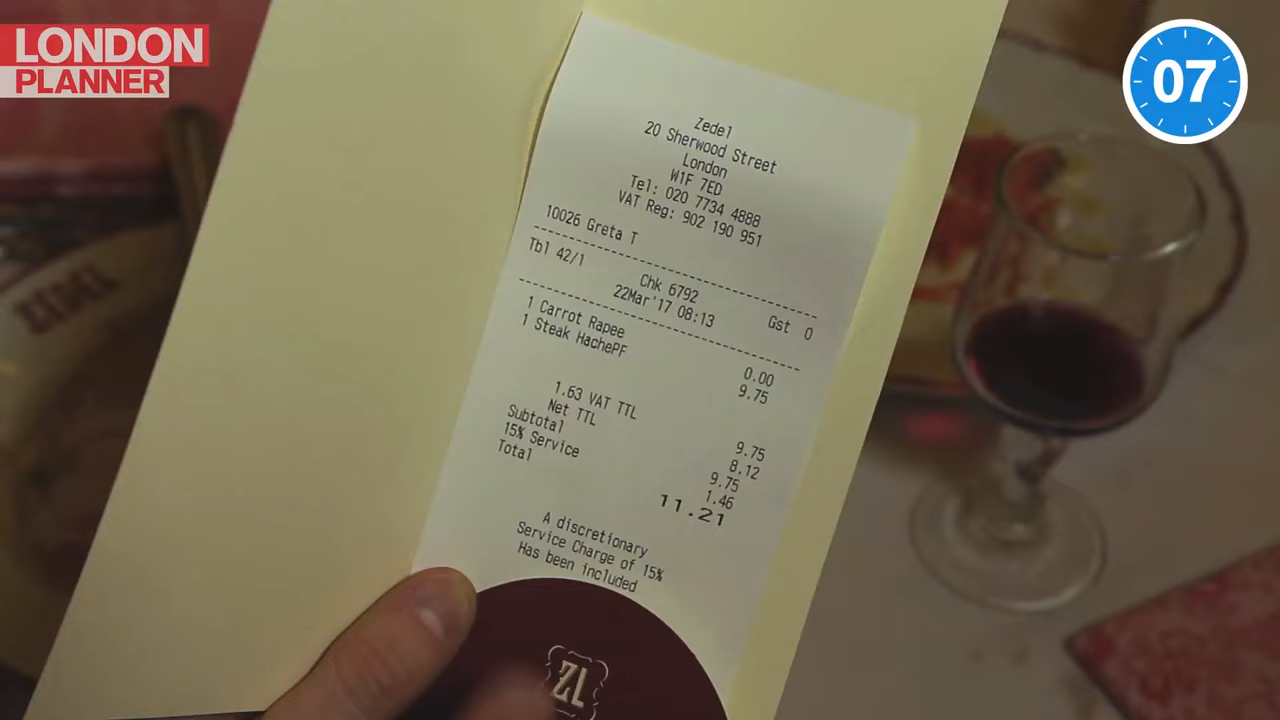 LONDON
PLANNER
07
Zedel
20 Sherwood Street
London
W1F 7ED
Tel: 020 7734 4888
VAT Reg: 902 190 951
10026 Greta T
Tbl 42/1 Chk 6792 Gst 0
22Mar'17 08:13
1 Carrot Rapee 0.00
1 Steak HachePF 9.75
1.63 VAT TTL 9.75
Net TTL 8.12
Subtotal 9.75
15% Service 1.46
Total 11.21
A discretionary
Service Charge of 15%
Has been included
ZL
ZEDEL